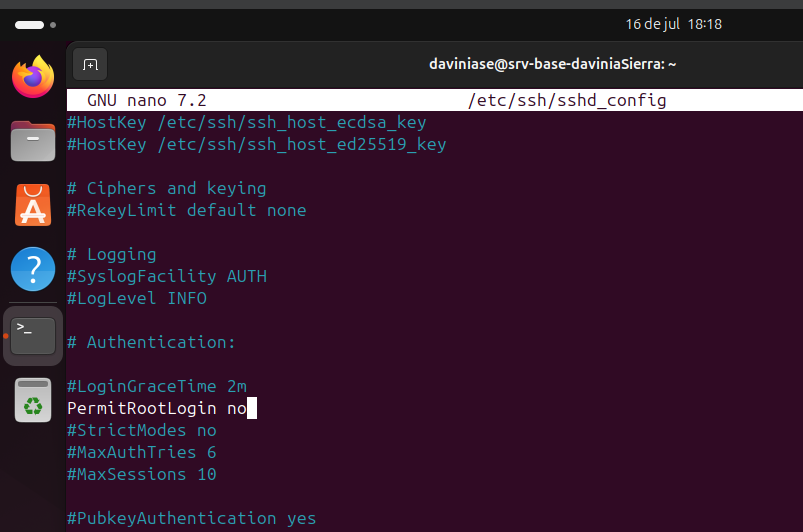 16 de jul 18:18
daviniase@srv-base-daviniaSierra: ~
GNU nano 7.2 /etc/ssh/sshd_config
#HostKey /etc/ssh/ssh_host_ecdsa_key
#HostKey /etc/ssh/ssh_host_ed25519_key
# Ciphers and keying
#RekeyLimit default none
# Logging
#SyslogFacility AUTH
#LogLevel INFO
# Authentication:
#LoginGraceTime 2m
PermitRootLogin no
#StrictModes no
#MaxAuthTries 6
#MaxSessions 10
#PubkeyAuthentication yes